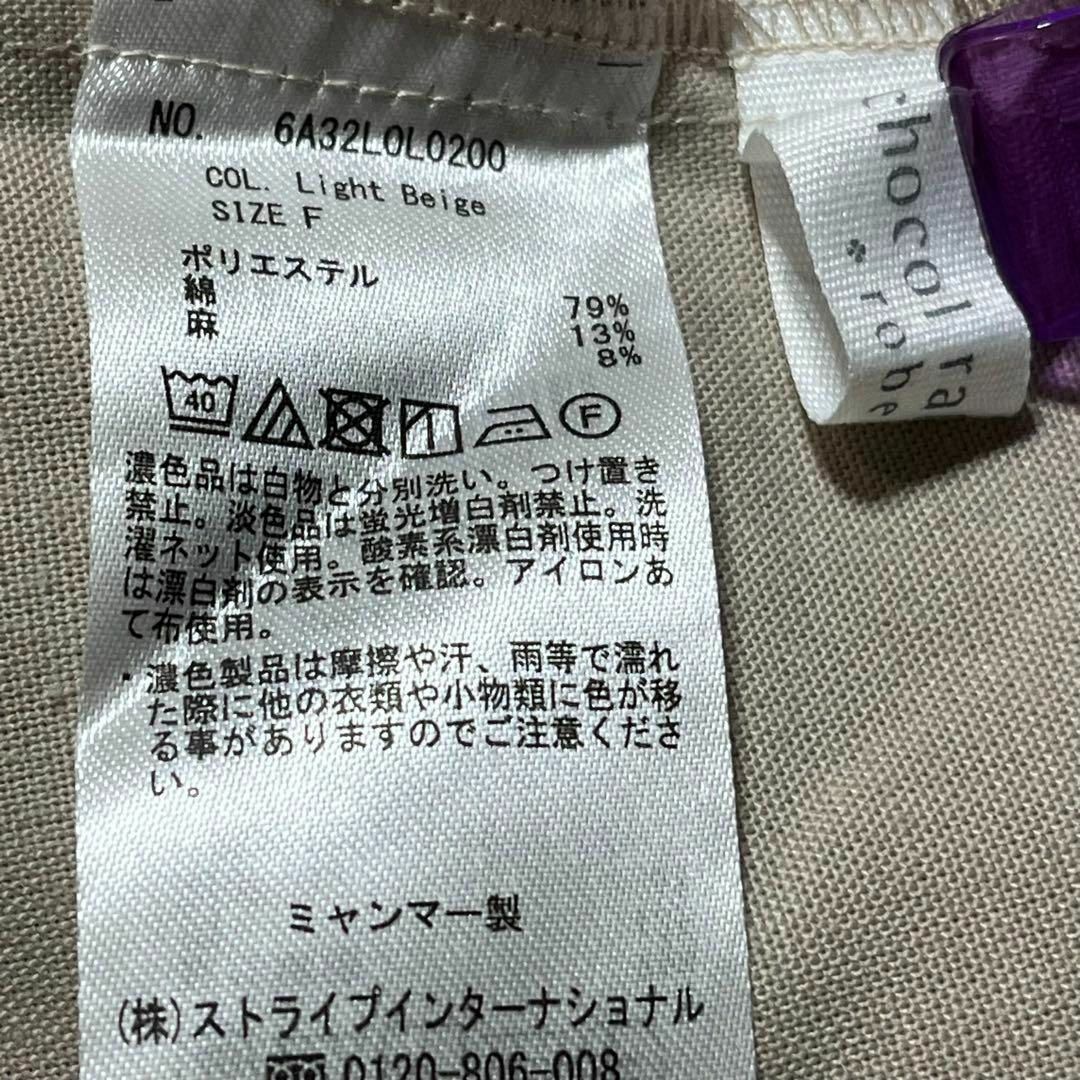 NO. 6A32L0L0200
COL. Light Beige
SIZE F
ポリエステル 79%
綿 13%
麻 8%
40
F
濃色品は白物と分別洗い。つけ置き
禁止。淡色品は蛍光増白剤禁止。洗
濯ネット使用。酸素系漂白剤使用時
は漂白剤の表示を確認。アイロンあ
て布使用。
・濃色製品は摩擦や汗、雨等で濡れ
た際に他の衣類や小物類に色が移
る事がありますのでご注意くださ
い。
ミャンマー製
(株)ストライプインターナショナル
0120-806-008
chocol
ra
robe